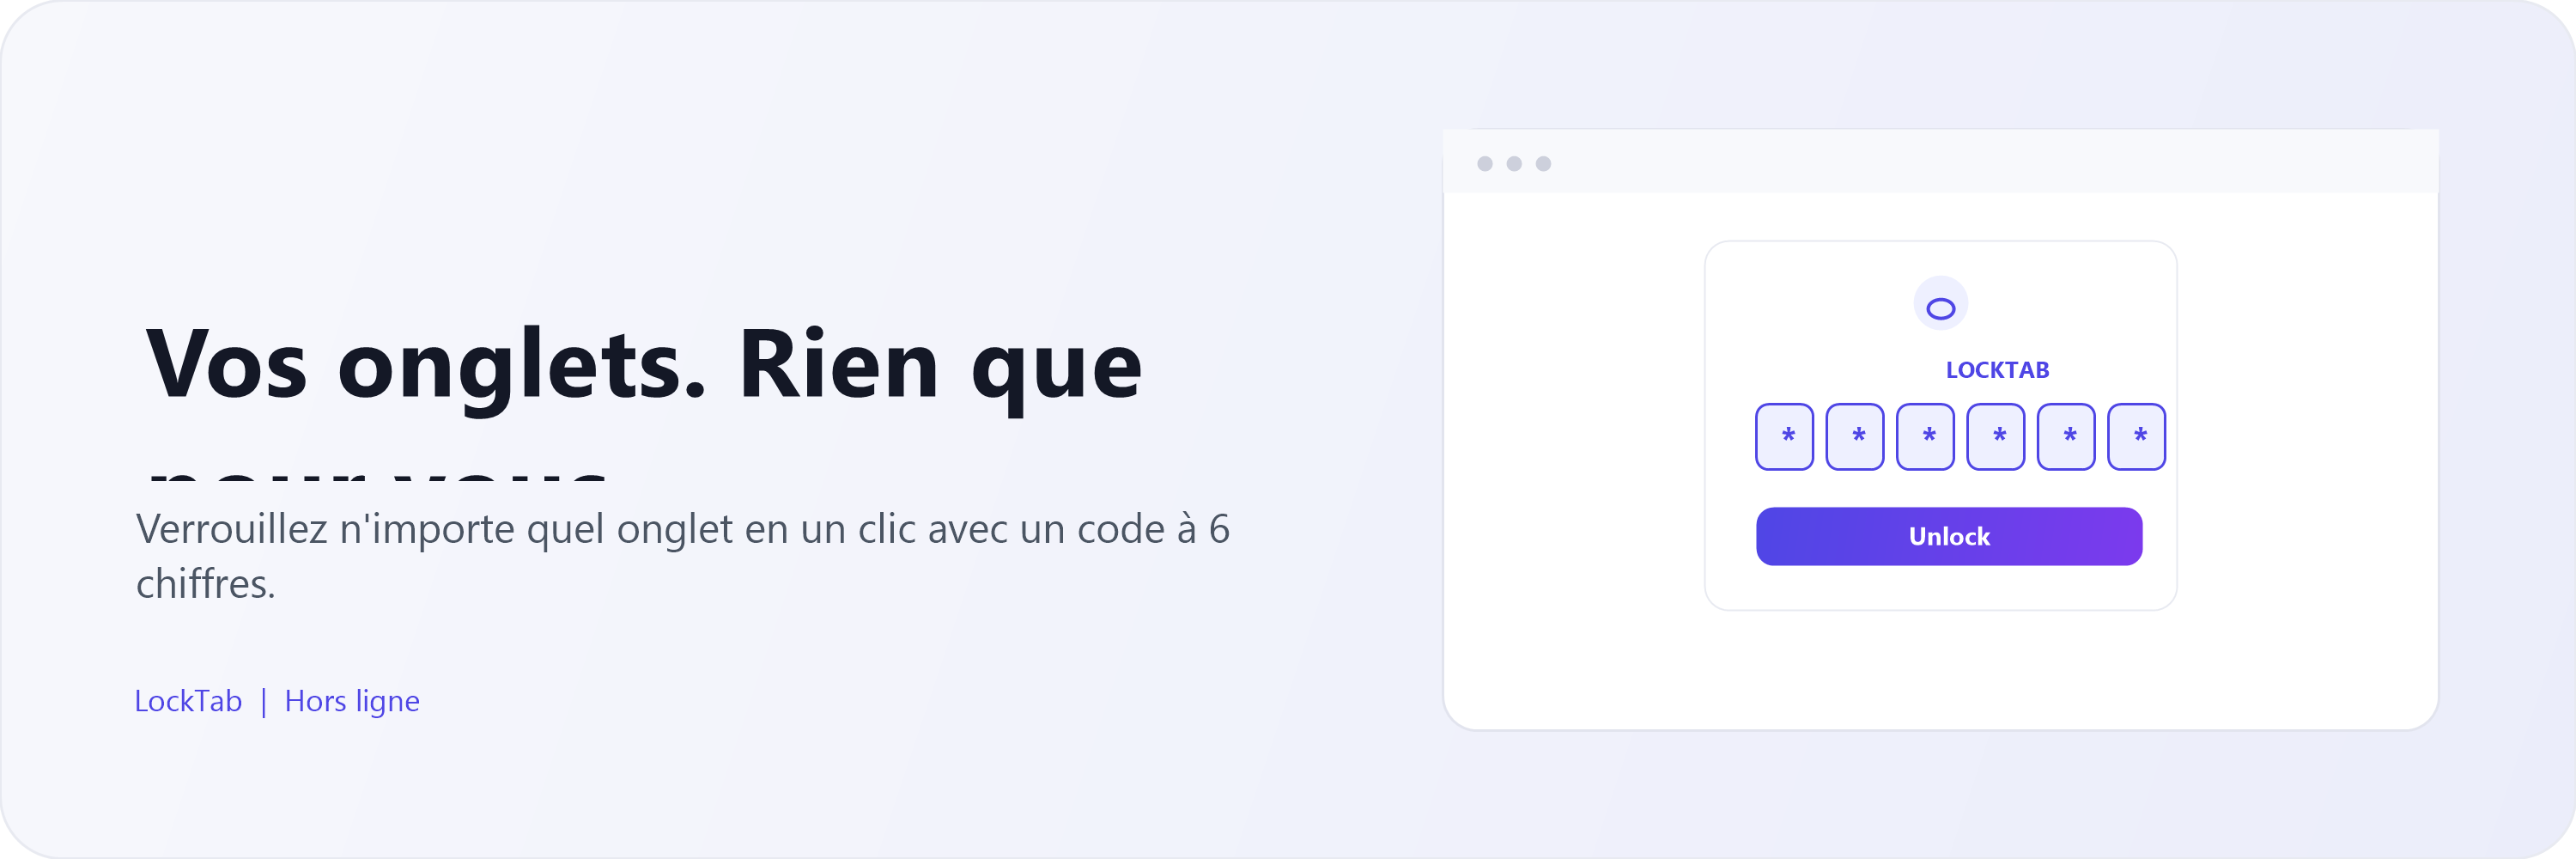 Vos onglets. Rien que
Verrouillez n'importe quel onglet en un clic avec un code à 6
chiffres.
LockTab | Hors ligne
LOCKTAB
* * * * * *
Unlock